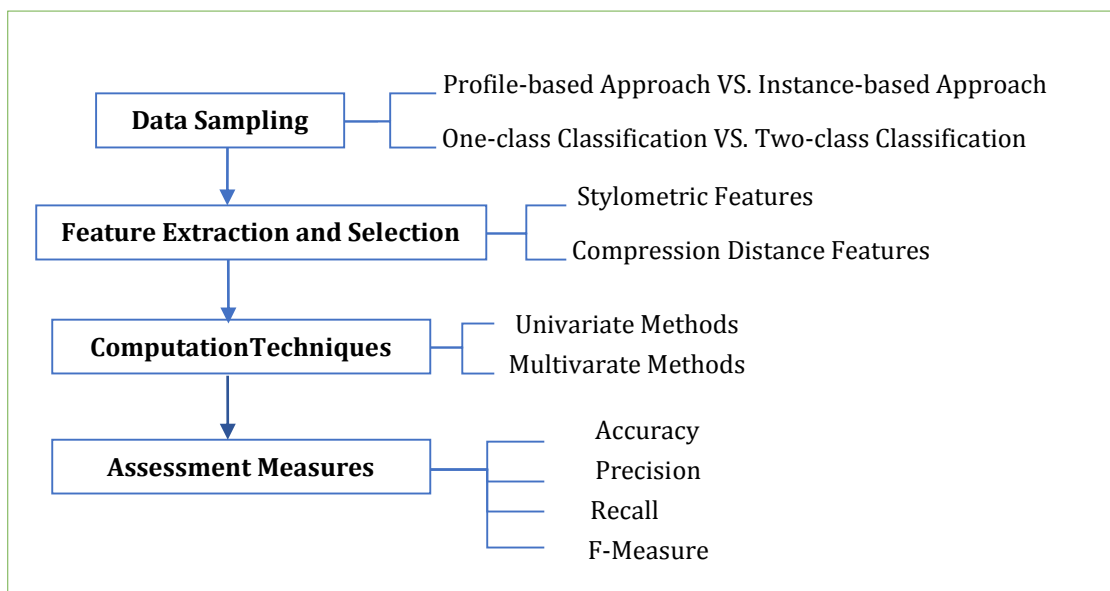 Profile-based Approach VS. Instance-based Approach
Data Sampling
One-class Classification VS. Two-class Classification
Stylometric Features
Feature Extraction and Selection
Compression Distance Features
Univariate Methods
ComputationTechniques
Multivarate Methods
Accuracy
Assessment Measures
Precision
Recall
F-Measure